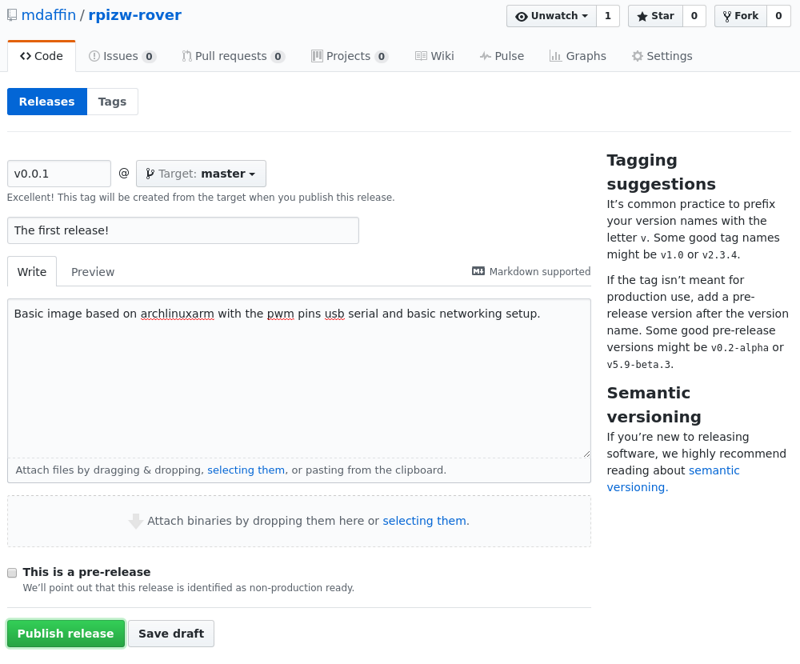 mdaffin / rpizw-rover
Unwatch 1 Star 0 Fork 0
Code Issues 0 Pull requests 0 Projects 0 Wiki Pulse Graphs Settings
Releases Tags
v0.0.1 @ Target: master
Excellent! This tag will be created from the target when you publish this release.
The first release!
Write Preview Markdown supported
Basic image based on archlinuxarm with the pwm pins usb serial and basic networking setup.
Attach files by dragging & dropping, selecting them, or pasting from the clipboard.
Attach binaries by dropping them here or selecting them.
This is a pre-release
We’ll point out that this release is identified as non-production ready.
Publish release Save draft
Tagging
suggestions
It’s common practice to prefix
your version names with the
letter v. Some good tag names
might be v1.0 or v2.3.4.
If the tag isn’t meant for
production use, add a pre-
release version after the version
name. Some good pre-release
versions might be v0.2-alpha or
v5.9-beta.3.
Semantic
versioning
If you’re new to releasing
software, we highly recommend
reading about semantic
versioning.